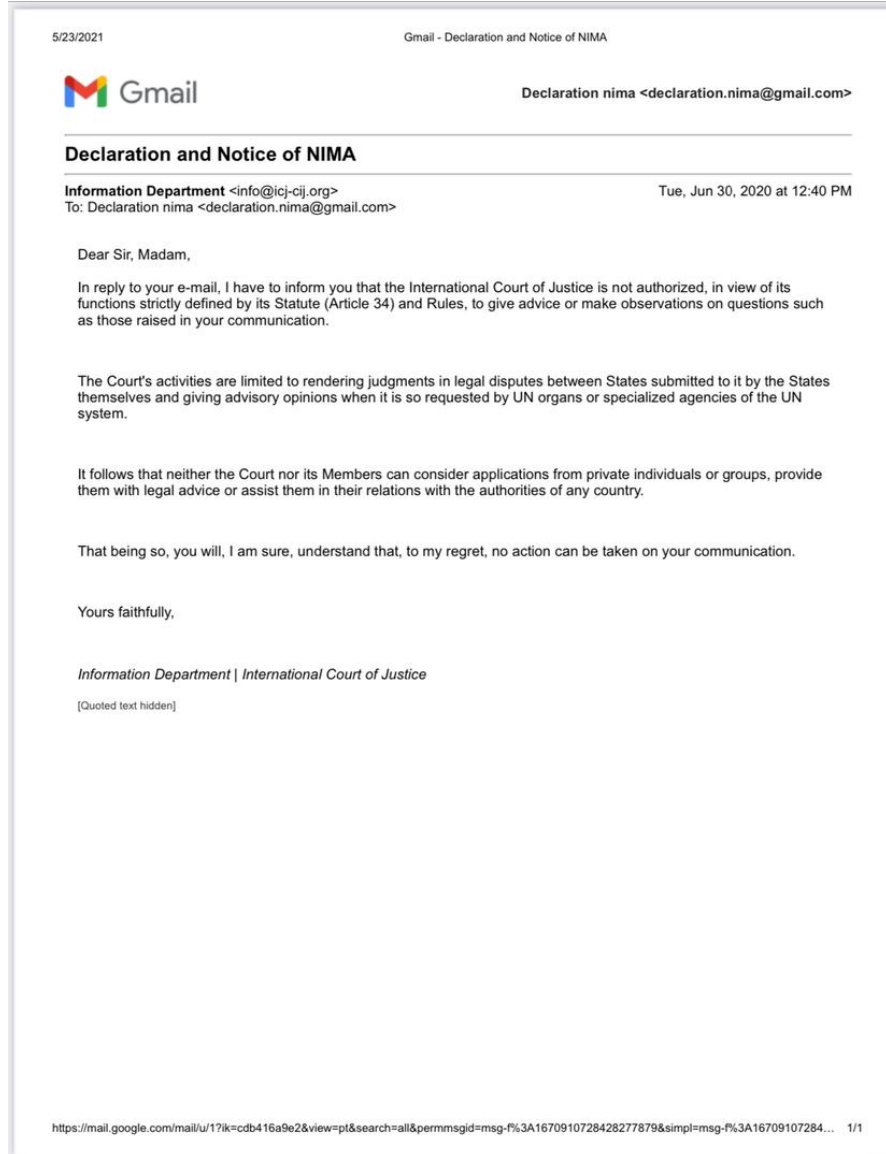 5/23/2021 Gmail - Declaration and Notice of NIMA
Gmail Declaration nima <declaration.nima@gmail.com>
Declaration and Notice of NIMA
Information Department <info@icj-cij.org> Tue, Jun 30, 2020 at 12:40 PM
To: Declaration nima <declaration.nima@gmail.com>
Dear Sir, Madam,
In reply to your e-mail, I have to inform you that the International Court of Justice is not authorized, in view of its
functions strictly defined by its Statute (Article 34) and Rules, to give advice or make observations on questions such
as those raised in your communication.
The Court's activities are limited to rendering judgments in legal disputes between States submitted to it by the States
themselves and giving advisory opinions when it is so requested by UN organs or specialized agencies of the UN
system.
It follows that neither the Court nor its Members can consider applications from private individuals or groups, provide
them with legal advice or assist them in their relations with the authorities of any country.
That being so, you will, I am sure, understand that, to my regret, no action can be taken on your communication.
Yours faithfully,
Information Department | International Court of Justice
[Quoted text hidden]
https://mail.google.com/mail/u/1?ik=cdb416a9e2&view=pt&search=all&permmsgid=msg-f%3A1670910728428277879&simpl=msg-f%3A16709107284... 1/1